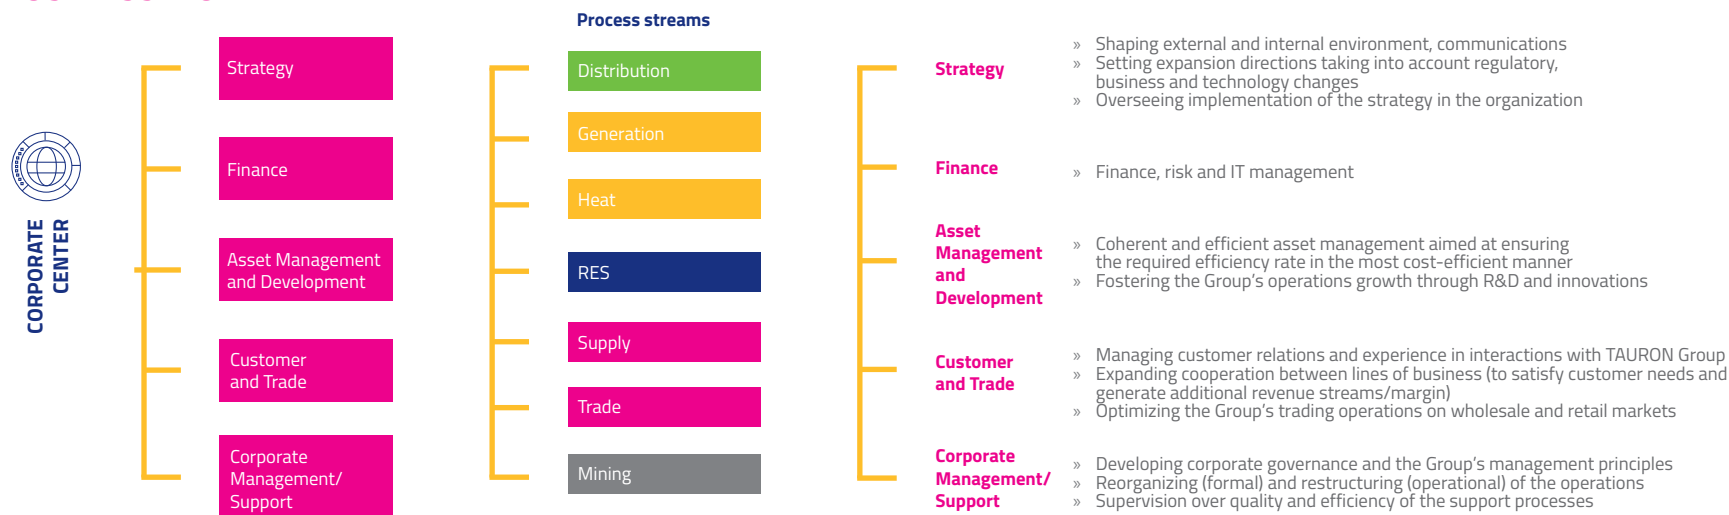 CORPORATE
CENTER
Strategy
Finance
Asset Management
and Development
Customer
and Trade
Corporate
Management/
Support
Process streams
Distribution
Generation
Heat
RES
Supply
Trade
Mining
Strategy
» Shaping external and internal environment, communications
» Setting expansion directions taking into account regulatory,
business and technology changes
» Overseeing implementation of the strategy in the organization
Finance
» Finance, risk and IT management
Asset
Management
and
Development
» Coherent and efficient asset management aimed at ensuring
the required efficiency rate in the most cost-efficient manner
» Fostering the Group’s operations growth through R&D and innovations
Customer
and Trade
» Managing customer relations and experience in interactions with TAURON Group
» Expanding cooperation between lines of business (to satisfy customer needs and
generate additional revenue streams/margin)
» Optimizing the Group’s trading operations on wholesale and retail markets
Corporate
Management/
Support
» Developing corporate governance and the Group’s management principles
» Reorganizing (formal) and restructuring (operational) of the operations
» Supervision over quality and efficiency of the support processes